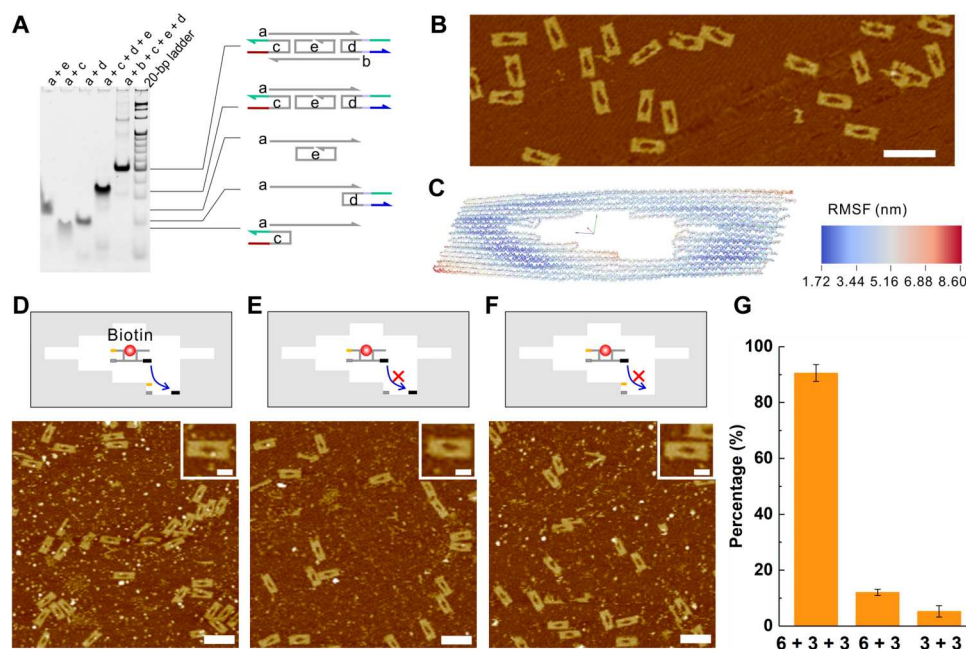 A
a + e
a + c
a + d
a + c + d + e
a + b + c + e + d
20-bp ladder
a
c
e
d
b
a
c
e
d
a
e
a
d
a
c
B
C
RMSF (nm)
1.72 3.44 5.16 6.88 8.60
D
Biotin
E
F
G
Percentage (%)
100
80
60
40
20
0
6 + 3 + 3 6 + 3 3 + 3